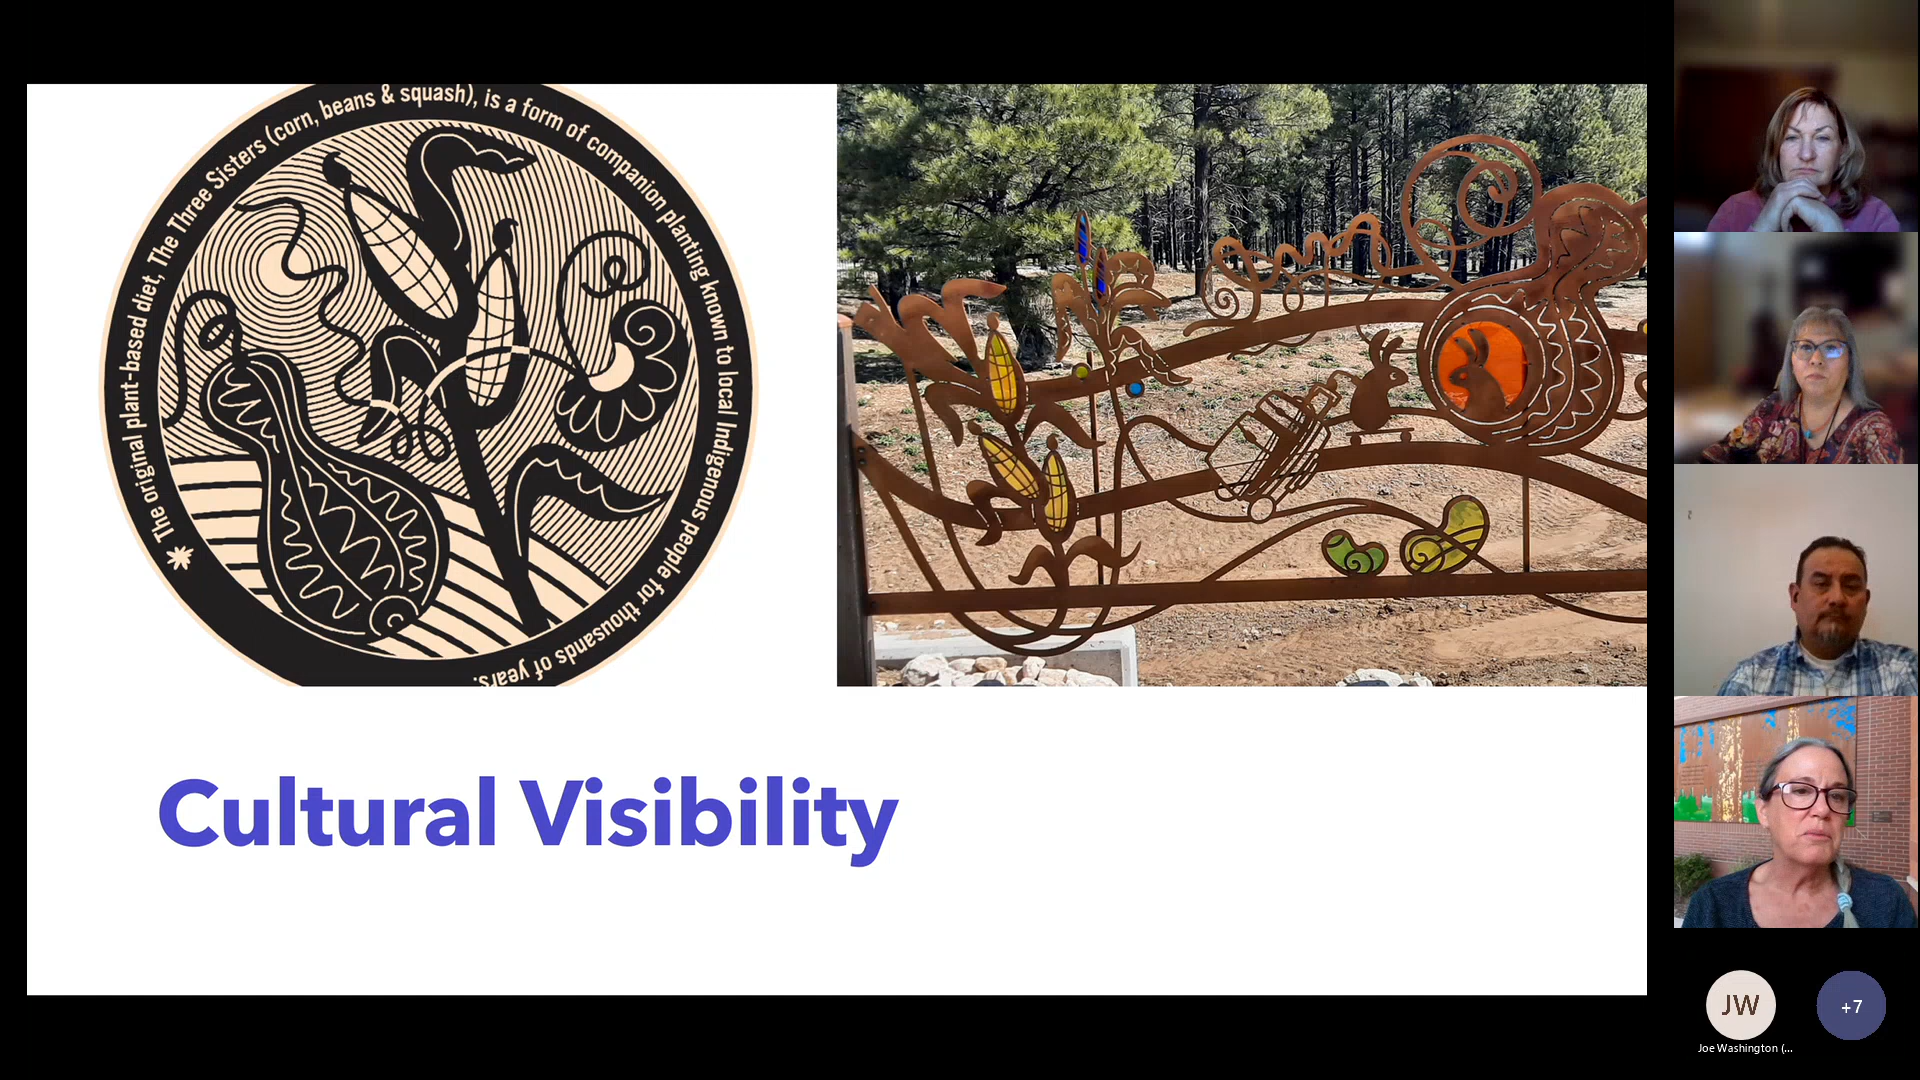 ✷ The original plant-based diet, The Three Sisters (corn, beans & squash), is a form of companion planting known to local Indigenous people for thousands of years.
Cultural Visibility
JW
+7
Joe Washington (...